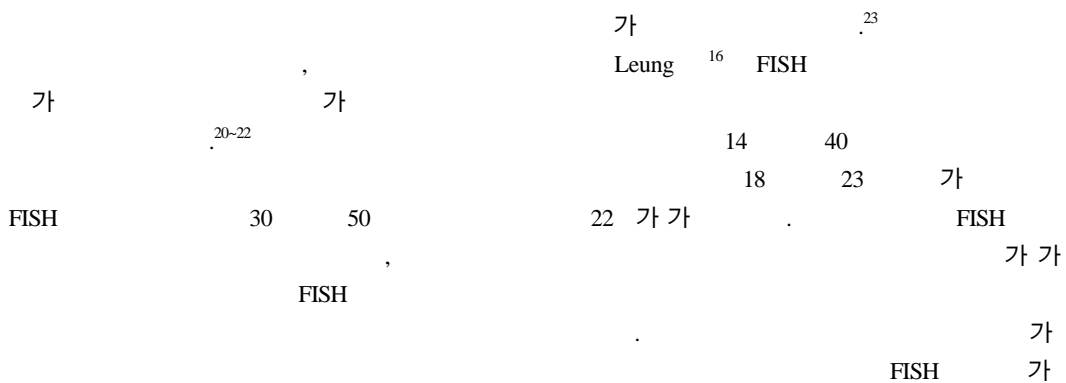 가 가
, 
.20~22
FISH 30 50
,
FISH
가 .23
Leung 16 FISH
14 40
18 23 가
22 가 가 . FISH
가 가
. 가
FISH 가